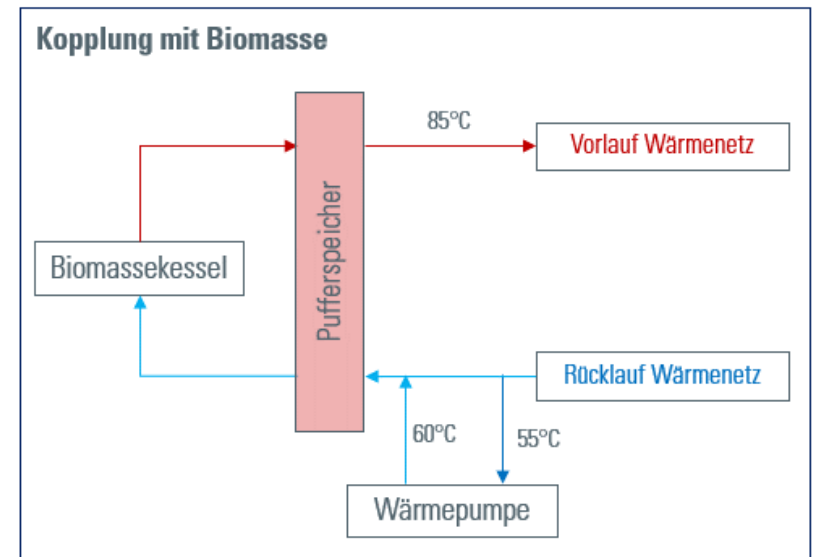 Kopplung mit Biomasse
85°C
Vorlauf Wärmenetz
Pufferspeicher
Biomassekessel
Rücklauf Wärmenetz
60°C
55°C
Wärmepumpe